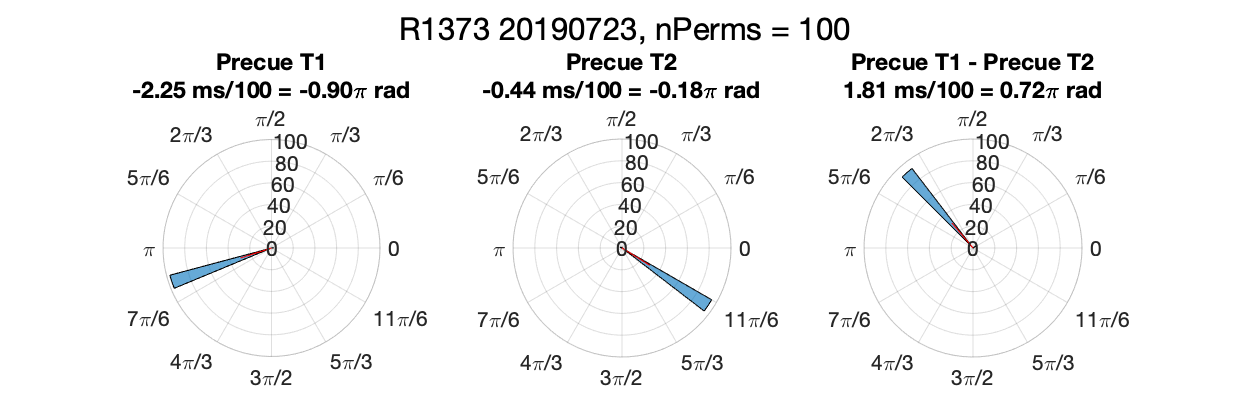 R1373 20190723, nPerms = 100
Precue T1
-2.25 ms/100 = -0.90π rad
π/2
2π/3
100
π/3
80
5π/6
60
π/6
40
20
π
0
0
7π/6
11π/6
4π/3
5π/3
3π/2
Precue T2
-0.44 ms/100 = -0.18π rad
π/2
2π/3
100
π/3
80
5π/6
60
π/6
40
20
π
0
0
7π/6
11π/6
4π/3
5π/3
3π/2
Precue T1 - Precue T2
1.81 ms/100 = 0.72π rad
π/2
2π/3
100
π/3
80
5π/6
60
π/6
40
20
π
0
0
7π/6
11π/6
4π/3
5π/3
3π/2